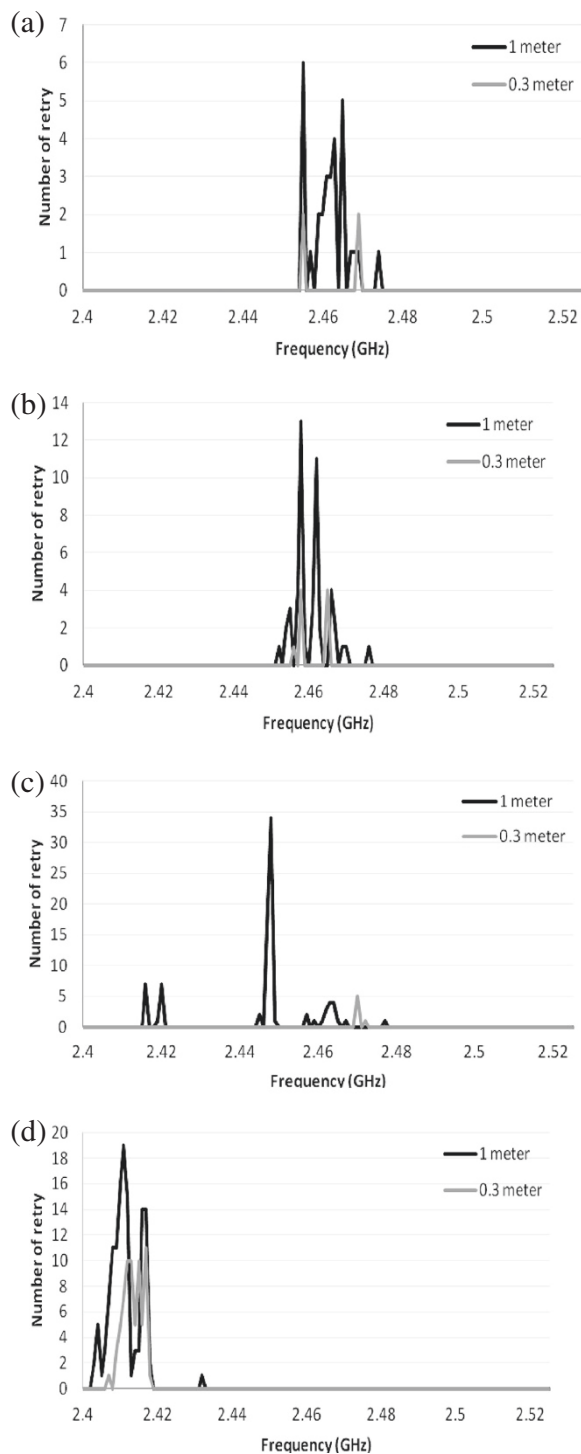 (a)
7
6
5
4
3
2
1
0
Number of retry
1 meter
0.3 meter
2.4 2.42 2.44 2.46 2.48 2.5 2.52
Frequency (GHz)
(b)
14
12
10
8
6
4
2
0
Number of retry
1 meter
0.3 meter
2.4 2.42 2.44 2.46 2.48 2.5 2.52
Frequency (GHz)
(c)
40
35
30
25
20
15
10
5
0
Number of retry
1 meter
0.3 meter
2.4 2.42 2.44 2.46 2.48 2.5 2.52
Frequency (GHz)
(d)
20
18
16
14
12
10
8
6
4
2
0
Number of retry
1 meter
0.3 meter
2.4 2.42 2.44 2.46 2.48 2.5 2.52
Frequency (GHz)